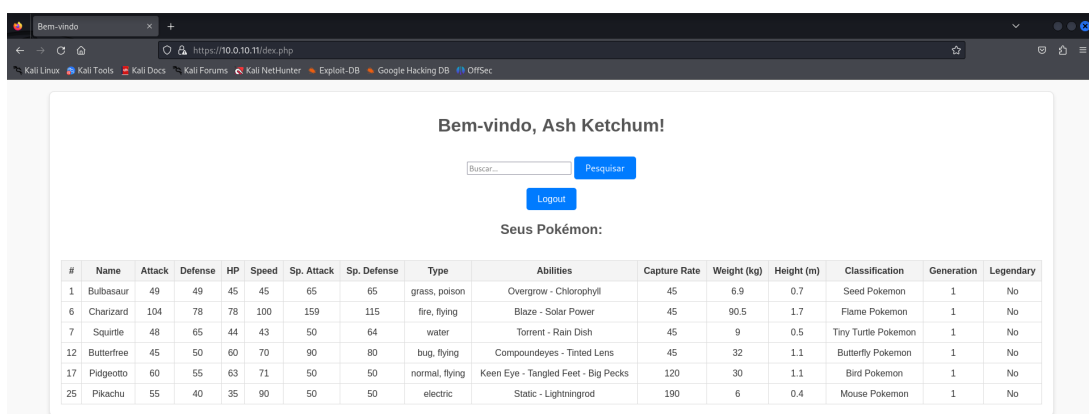 Bem-vindo
https://10.0.10.11/dex.php
Kali Linux Kali Tools Kali Docs Kali Forums Kali NetHunter Exploit-DB Google Hacking DB OffSec
Bem-vindo, Ash Ketchum!
Buscar... Pesquisar
Logout
Seus Pokémon:
# Name Attack Defense HP Speed Sp. Attack Sp. Defense Type Abilities Capture Rate Weight (kg) Height (m) Classification Generation Legendary
1 Bulbasaur 49 49 45 45 65 65 grass, poison Overgrow - Chlorophyll 45 6.9 0.7 Seed Pokemon 1 No
6 Charizard 104 78 78 100 159 115 fire, flying Blaze - Solar Power 45 90.5 1.7 Flame Pokemon 1 No
7 Squirtle 48 65 44 43 50 64 water Torrent - Rain Dish 45 9 0.5 Tiny Turtle Pokemon 1 No
12 Butterfree 45 50 60 70 90 80 bug, flying Compoundeyes - Tinted Lens 45 32 1.1 Butterfly Pokemon 1 No
17 Pidgeotto 60 55 63 71 50 50 normal, flying Keen Eye - Tangled Feet - Big Pecks 120 30 1.1 Bird Pokemon 1 No
25 Pikachu 55 40 35 90 50 50 electric Static - Lightningrod 190 6 0.4 Mouse Pokemon 1 No